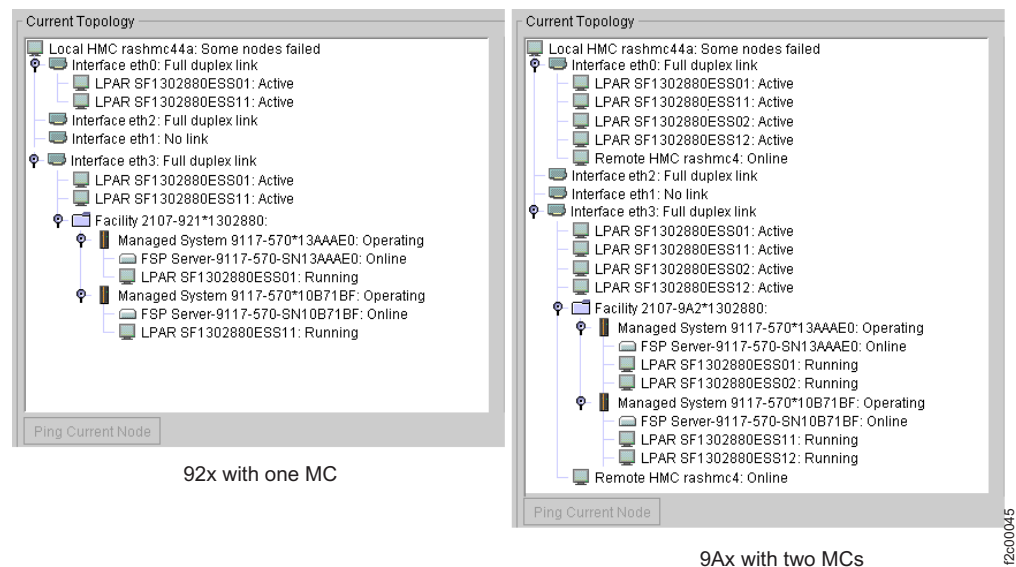 Current Topology
Local HMC rashmc44a: Some nodes failed
Interface eth0: Full duplex link
LPAR SF1302880ESS01: Active
LPAR SF1302880ESS11: Active
Interface eth2: Full duplex link
Interface eth1: No link
Interface eth3: Full duplex link
LPAR SF1302880ESS01: Active
LPAR SF1302880ESS11: Active
Facility 2107-921*1302880:
Managed System 9117-570*13AAAE0: Operating
FSP Server-9117-570-SN13AAAE0: Online
LPAR SF1302880ESS01: Running
Managed System 9117-570*10B71BF: Operating
FSP Server-9117-570-SN10B71BF: Online
LPAR SF1302880ESS11: Running
Ping Current Node
92x with one MC
Current Topology
Local HMC rashmc44a: Some nodes failed
Interface eth0: Full duplex link
LPAR SF1302880ESS01: Active
LPAR SF1302880ESS11: Active
LPAR SF1302880ESS02: Active
LPAR SF1302880ESS12: Active
Remote HMC rashmc4: Online
Interface eth2: Full duplex link
Interface eth1: No link
Interface eth3: Full duplex link
LPAR SF1302880ESS01: Active
LPAR SF1302880ESS11: Active
LPAR SF1302880ESS02: Active
LPAR SF1302880ESS12: Active
Facility 2107-9A2*1302880:
Managed System 9117-570*13AAAE0: Operating
FSP Server-9117-570-SN13AAAE0: Online
LPAR SF1302880ESS01: Running
LPAR SF1302880ESS02: Running
Managed System 9117-570*10B71BF: Operating
FSP Server-9117-570-SN10B71BF: Online
LPAR SF1302880ESS11: Running
LPAR SF1302880ESS12: Running
Remote HMC rashmc4: Online
Ping Current Node
9Ax with two MCs
f2c00045